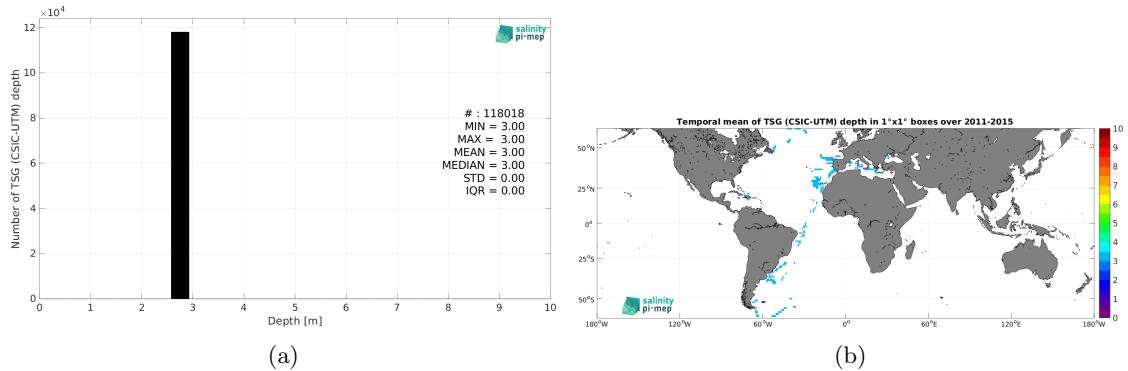 ×10⁴
12
10
8
6
4
2
0
Number of TSG (CSIC-UTM) depth
0 1 2 3 4 5 6 7 8 9 10
Depth [m]
salinity
pi-mep
# : 118018
MIN = 3.00
MAX = 3.00
MEAN = 3.00
MEDIAN = 3.00
STD = 0.00
IQR = 0.00
(a)
Temporal mean of TSG (CSIC-UTM) depth in 1°x1° boxes over 2011-2015
50°N
25°N
0°
25°S
50°S
180°W 120°W 60°W 0°E 60°E 120°E 180°W
10
9
8
7
6
5
4
3
2
1
0
salinity
pi-mep
(b)